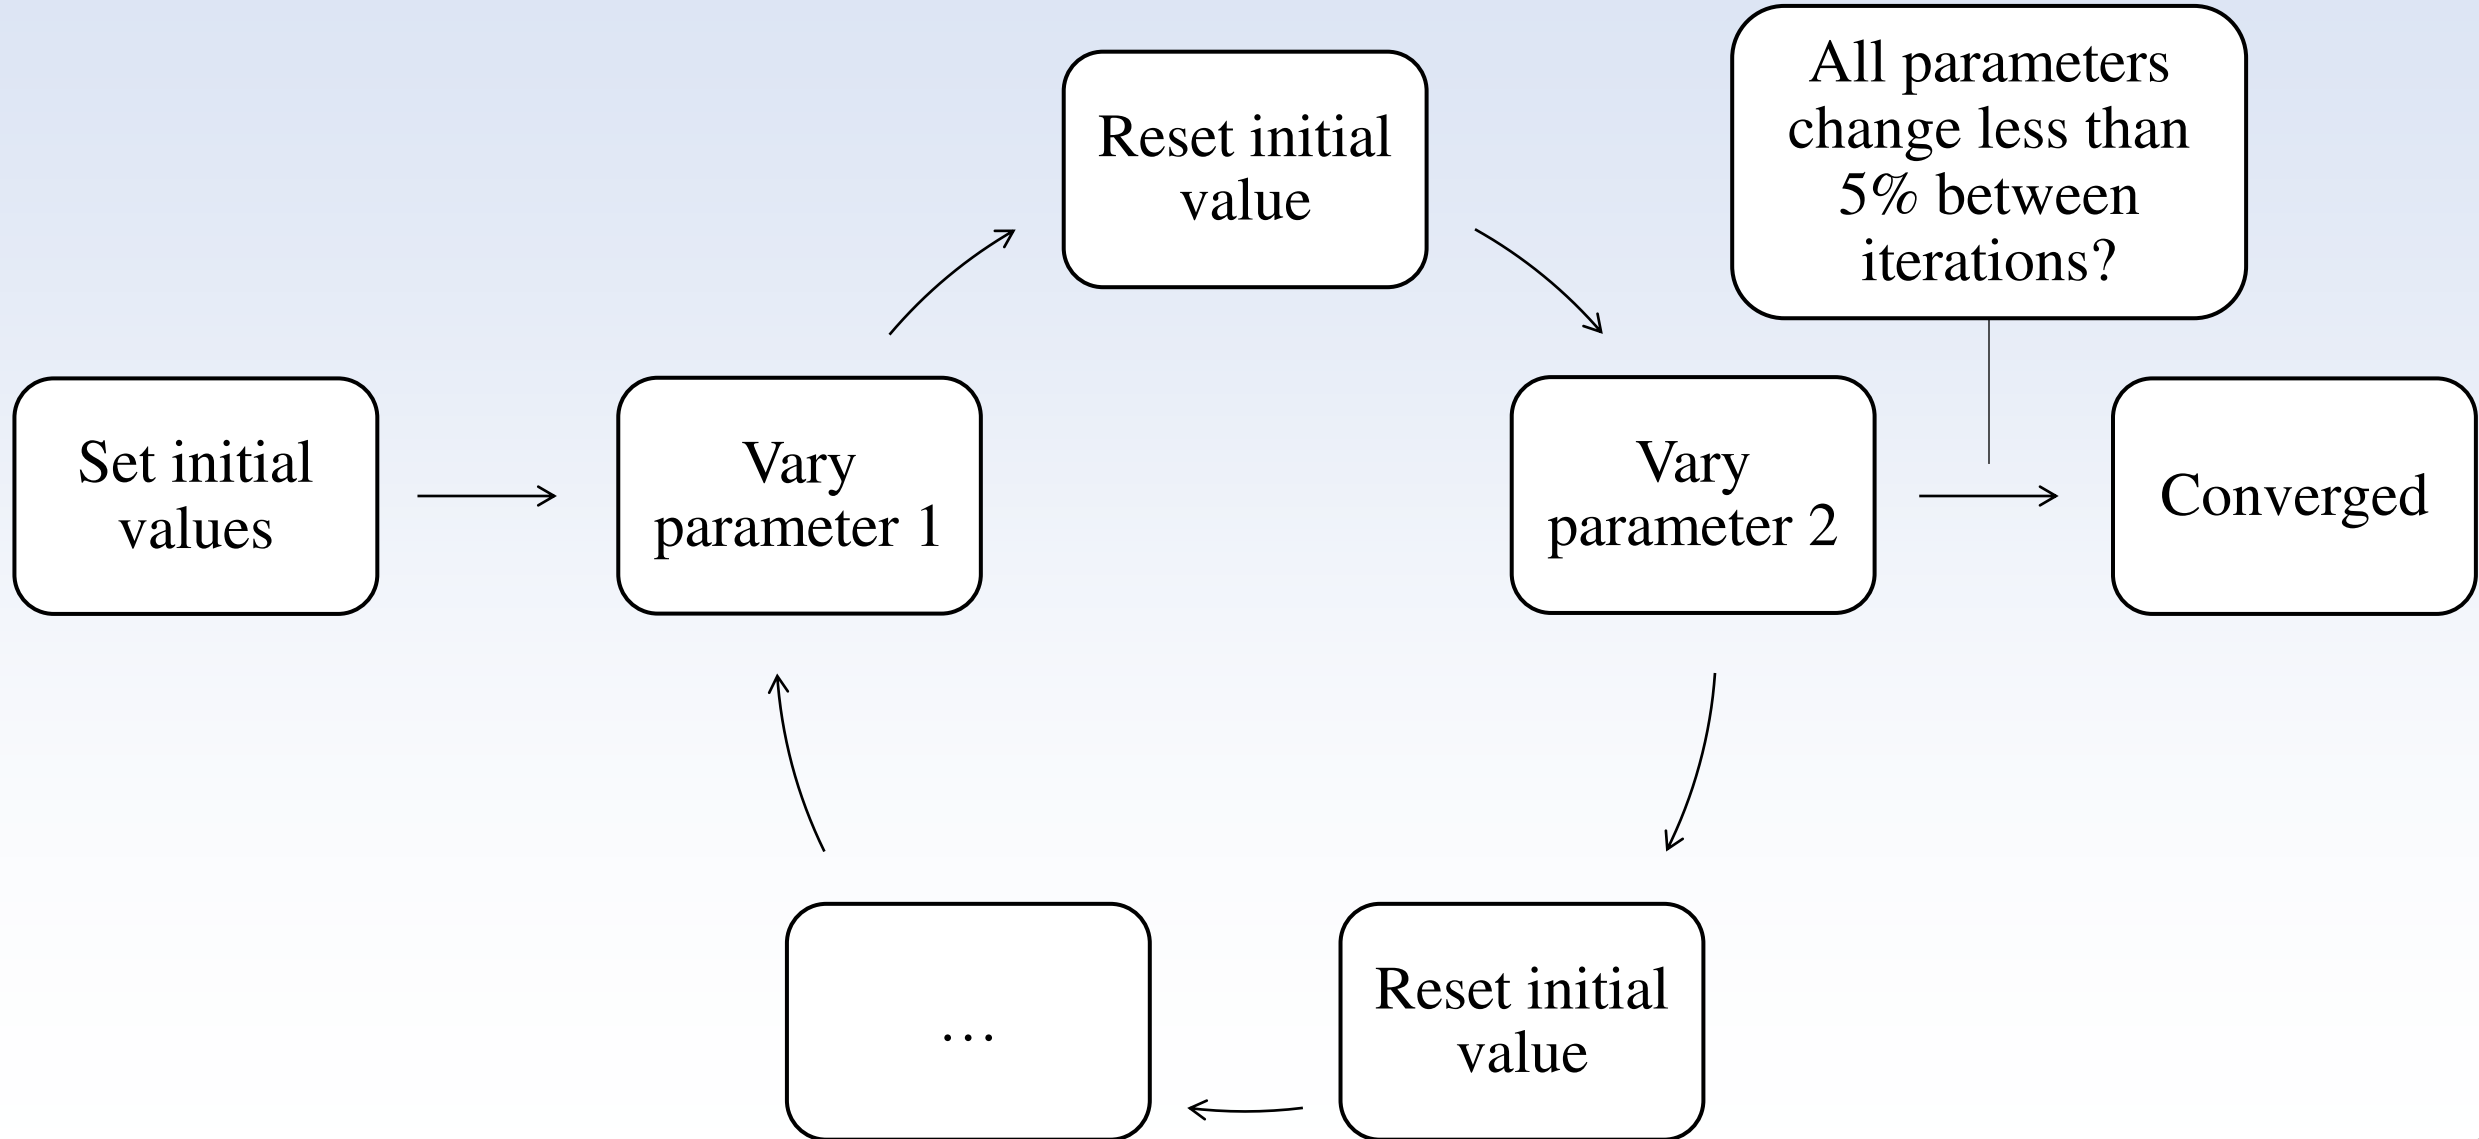 Set initial
values
Vary
parameter 1
Reset initial
value
Vary
parameter 2
All parameters
change less than
5% between
iterations?
Converged
Reset initial
value
…